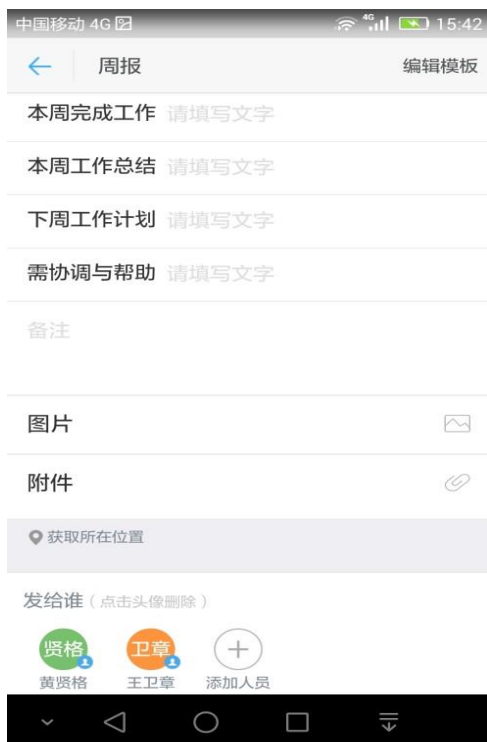 中国移动 4G 4G 15:42
周报 编辑模板
本周完成工作 请填写文字
本周工作总结 请填写文字
下周工作计划 请填写文字
需协调与帮助 请填写文字
备注
图片
附件
获取所在位置
发给谁（点击头像删除）
贤格 卫章
黄贤格 王卫章 添加人员